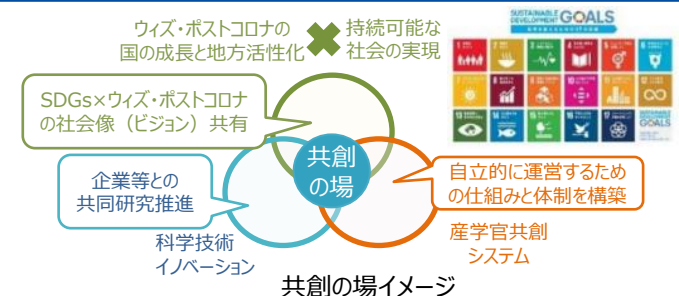 ウィズ・ポストコロナの
国の成長と地方活性化
持続可能な
社会の実現
SUSTAINABLE
DEVELOPMENT GOALS
SDGs×ウィズ・ポストコロナ
の社会像（ビジョン）共有
共創
の場
企業等との
共同研究推進
自立的に運営するため
の仕組みと体制を構築
科学技術
イノベーション
産学官共創
システム
共創の場イメージ